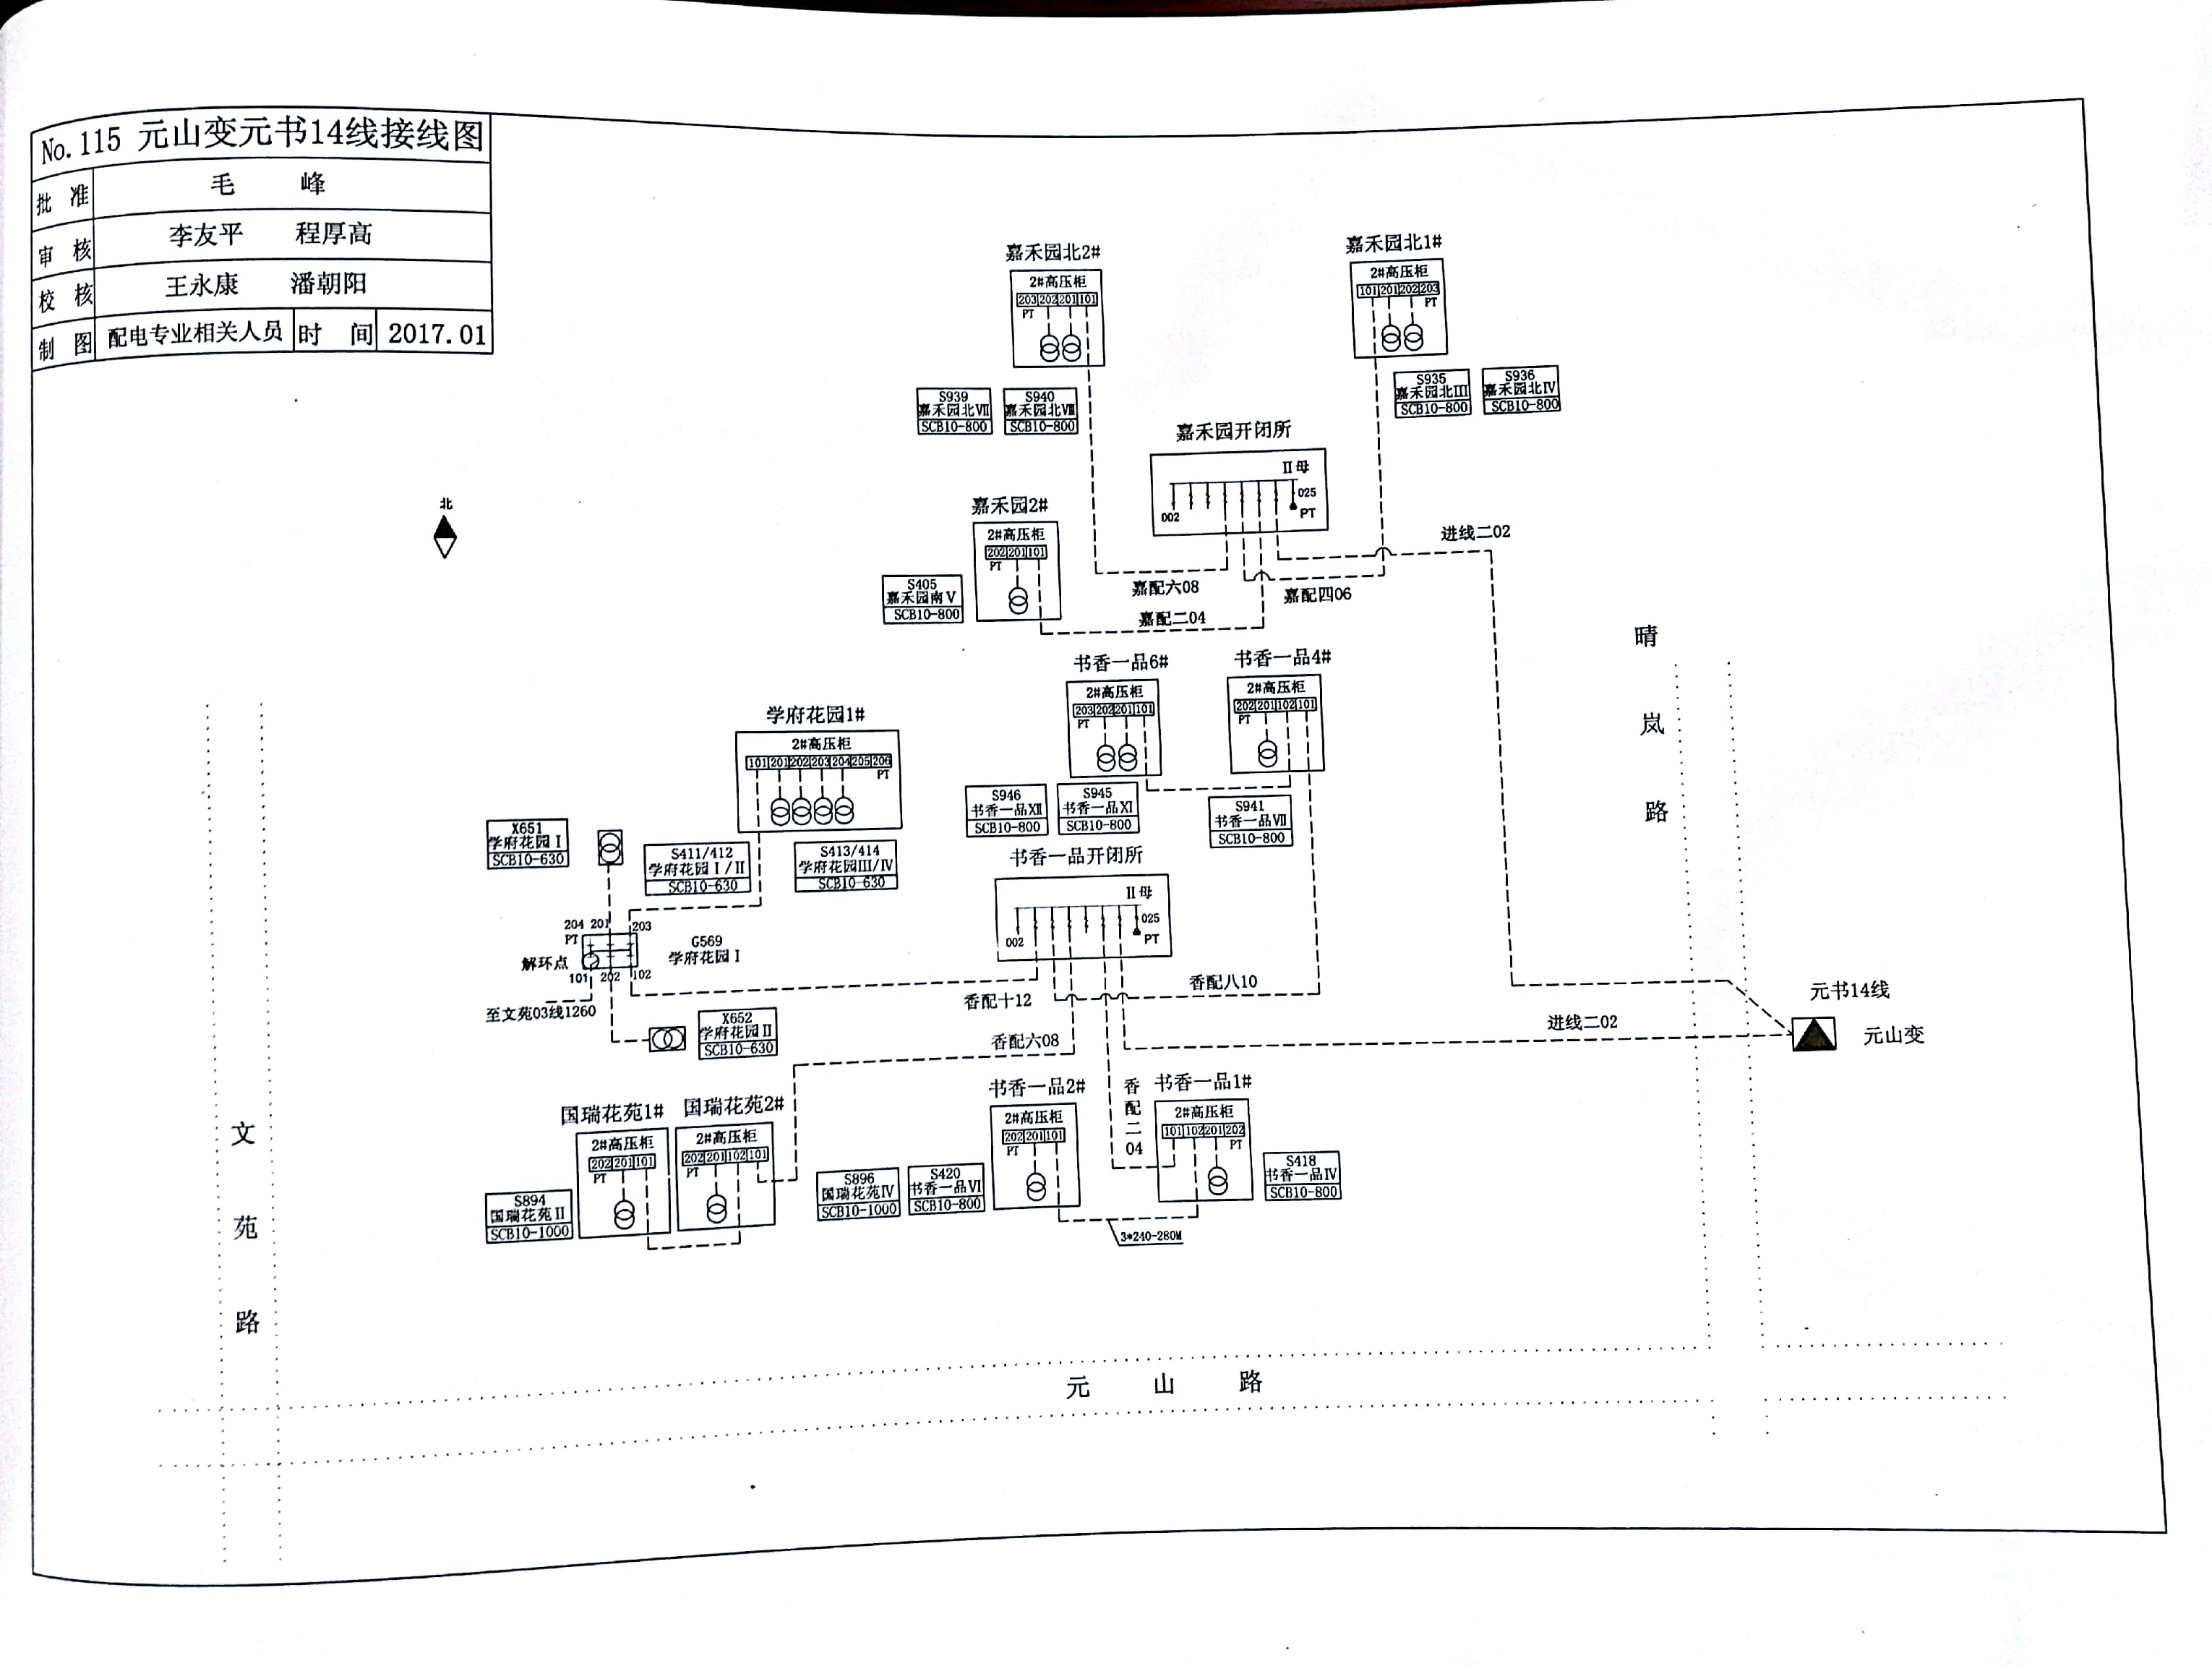 No.115 元山变元书14线接线图
批 准 毛 峰
审 核 李友平 程厚高
校 核 王永康 潘朝阳
制 图 配电专业相关人员 时 间 2017.01
北
嘉禾园北2#
2#高压柜
203 202 201 101
PT
S939
嘉禾园北VII
SCB10-800
S940
嘉禾园北VIII
SCB10-800
嘉禾园北1#
2#高压柜
101 201 202 203
PT
S935
嘉禾园北III
SCB10-800
S936
嘉禾园北IV
SCB10-800
嘉禾园开闭所
II母
025
002
PT
进线二02
嘉配六08
嘉配四06
嘉配二04
嘉禾园2#
2#高压柜
202 201 101
PT
S405
嘉禾园南V
SCB10-800
书香一品6#
2#高压柜
203 202 201 101
PT
S946
书香一品XII
SCB10-800
S945
书香一品XI
SCB10-800
书香一品4#
2#高压柜
202 201 102 101
PT
S941
书香一品VII
SCB10-800
学府花园1#
2#高压柜
101 201 202 203 204 205 206
PT
S411/412
学府花园I/II
SCB10-630
S413/414
学府花园III/IV
SCB10-630
X651
学府花园I
SCB10-630
204 201 203
PT
G569
学府花园I
解环点
101 202 102
至文苑03线1260
X652
学府花园II
SCB10-630
书香一品开闭所
II母
025
002
PT
香配十12
香配八10
香配六08
进线二02
元书14线
元山变
香配二04
国瑞花苑1#
2#高压柜
202 201 101
PT
S894
国瑞花苑II
SCB10-1000
国瑞花苑2#
2#高压柜
202 201 102 101
PT
S896
国瑞花苑IV
SCB10-1000
书香一品2#
2#高压柜
202 201 101
PT
S420
书香一品VI
SCB10-800
书香一品1#
2#高压柜
101 102 201 202
PT
S418
书香一品IV
SCB10-800
3*240-280M
晴岚路
文苑路
元 山 路